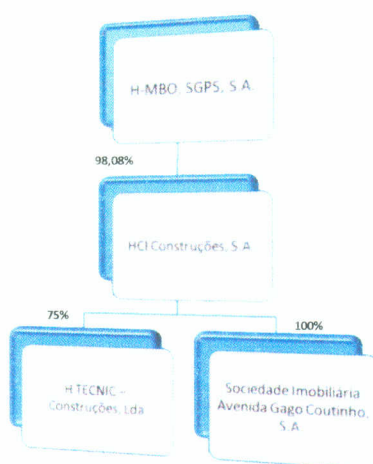 H-MBO. SGPS, S.A.
98,08%
HCI Construções, S.A
75%
100%
H TECNIC –
Construções, Lda
Sociedade Imobiliária
Avenida Gago Coutinho,
S.A